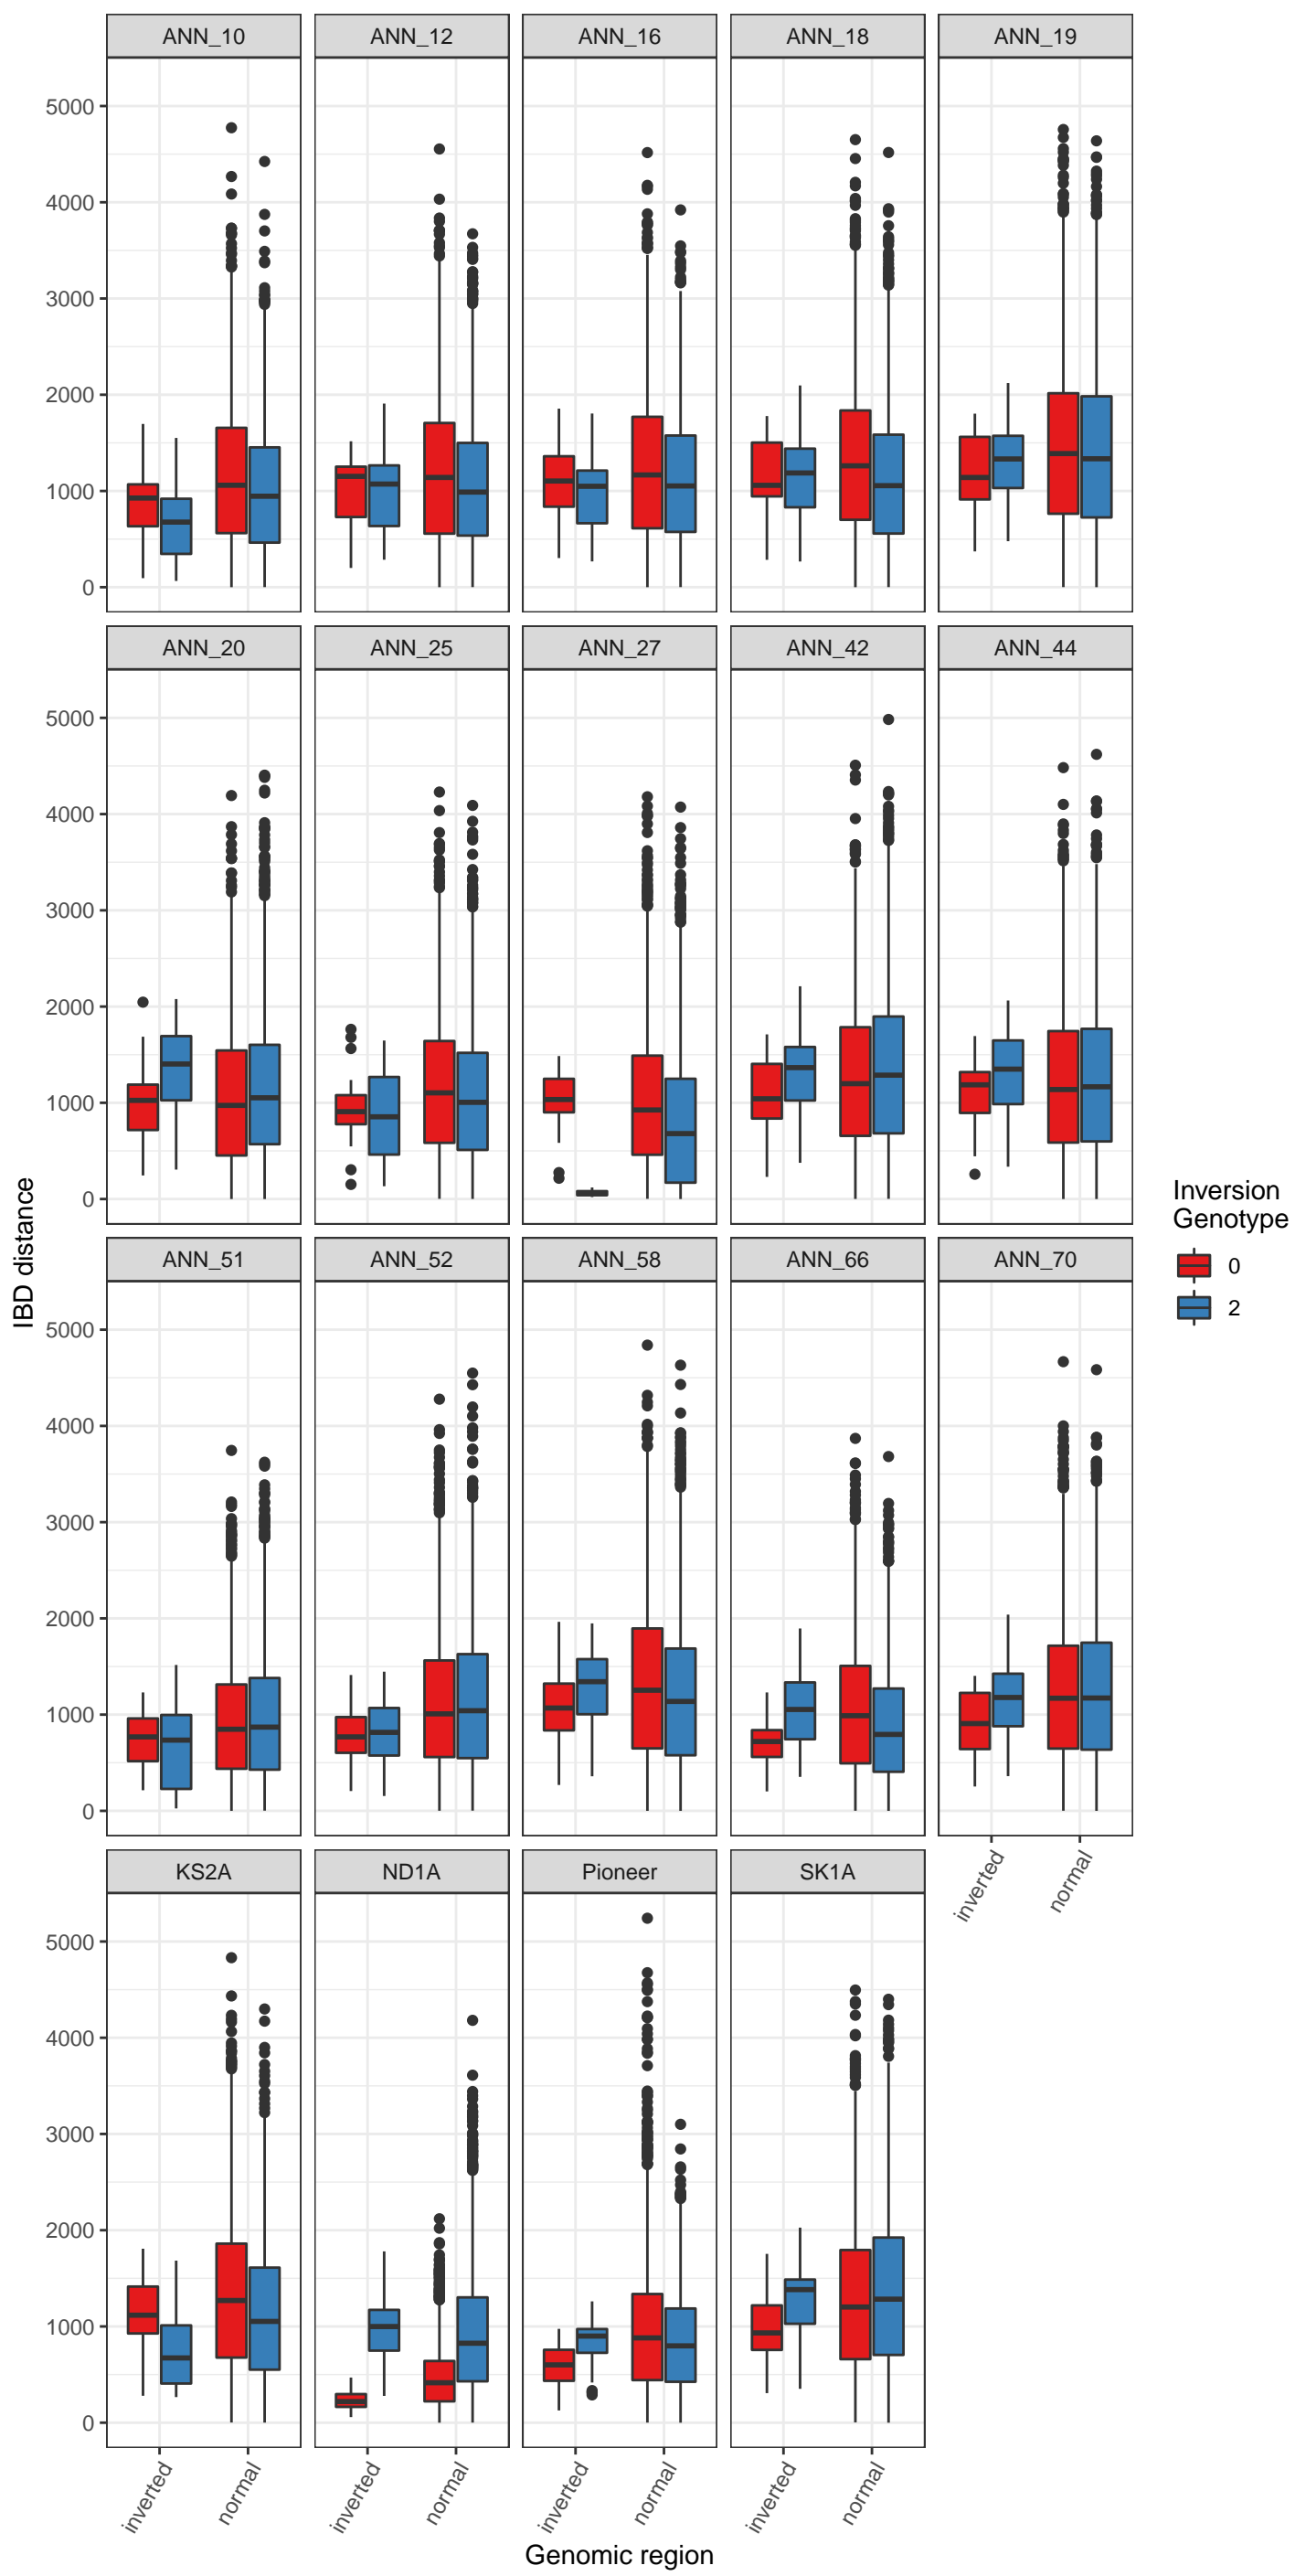 ANN_10 ANN_12 ANN_16 ANN_18 ANN_19
5000
4000
3000
2000
1000
0
ANN_20 ANN_25 ANN_27 ANN_42 ANN_44
5000
4000
3000
2000
1000
0
ANN_51 ANN_52 ANN_58 ANN_66 ANN_70
5000
4000
3000
2000
1000
0
inverted normal
KS2A ND1A Pioneer SK1A
5000
4000
3000
2000
1000
0
inverted normal inverted normal inverted normal inverted normal
Genomic region
IBD distance
Inversion
Genotype
0
2